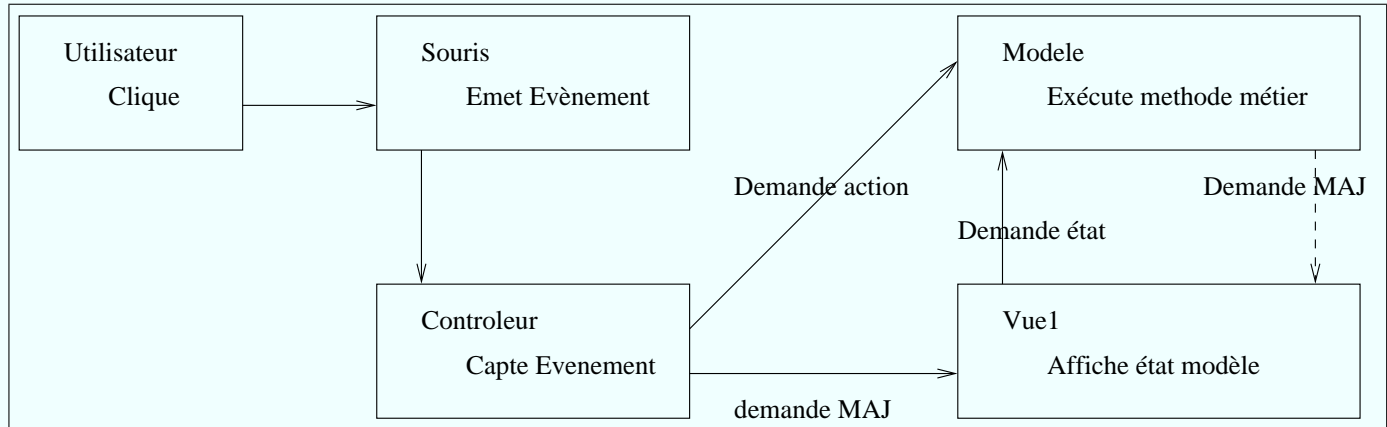 Utilisateur
Clique
Souris
Emet Evènement
Modele
Exécute methode métier
Demande action
Demande MAJ
Demande état
Controleur
Capte Evenement
Vue1
Affiche état modèle
demande MAJ